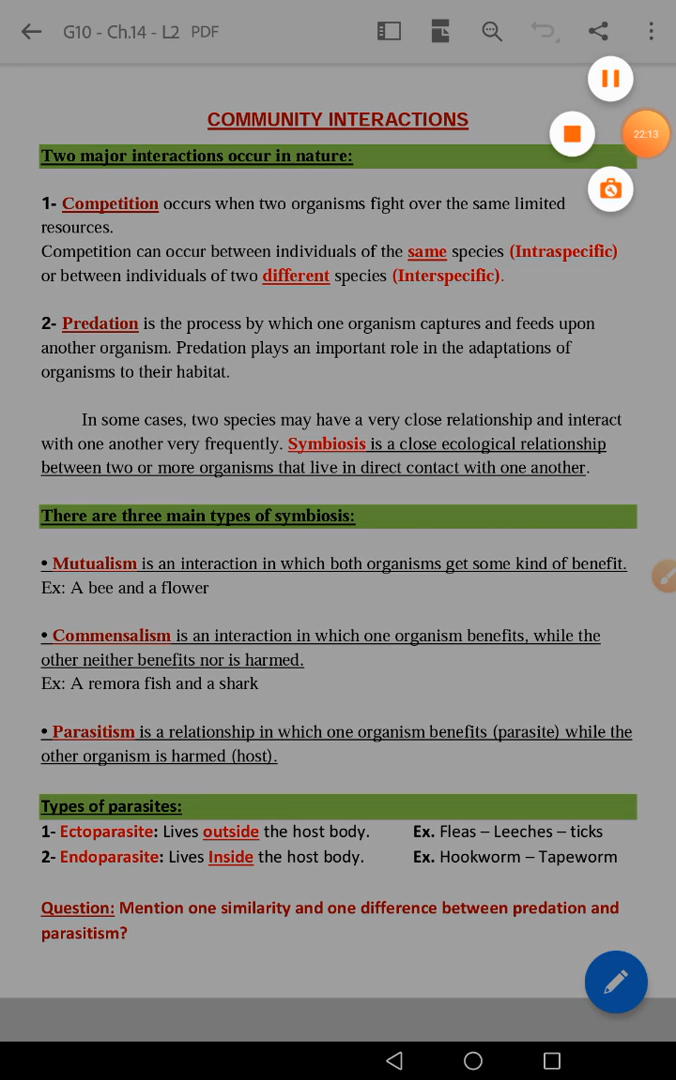 G10 - Ch.14 - L2 PDF
22:13
COMMUNITY INTERACTIONS
Two major interactions occur in nature:
1- Competition occurs when two organisms fight over the same limited
resources.
Competition can occur between individuals of the same species (Intraspecific)
or between individuals of two different species (Interspecific).
2- Predation is the process by which one organism captures and feeds upon
another organism. Predation plays an important role in the adaptations of
organisms to their habitat.
In some cases, two species may have a very close relationship and interact
with one another very frequently. Symbiosis is a close ecological relationship
between two or more organisms that live in direct contact with one another.
There are three main types of symbiosis:
• Mutualism is an interaction in which both organisms get some kind of benefit.
Ex: A bee and a flower
• Commensalism is an interaction in which one organism benefits, while the
other neither benefits nor is harmed.
Ex: A remora fish and a shark
• Parasitism is a relationship in which one organism benefits (parasite) while the
other organism is harmed (host).
Types of parasites:
1- Ectoparasite: Lives outside the host body. Ex. Fleas – Leeches – ticks
2- Endoparasite: Lives Inside the host body. Ex. Hookworm – Tapeworm
Question: Mention one similarity and one difference between predation and
parasitism?